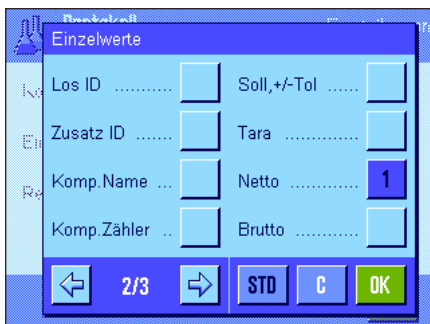 Protokoll
Einzelwerte
Los ID ...........
Soll,+/-Tol ......
Zusatz ID .......
Tara .............
Komp.Name ...
Netto ............. 1
Komp.Zähler ..
Brutto ............
2/3
STD
C
OK